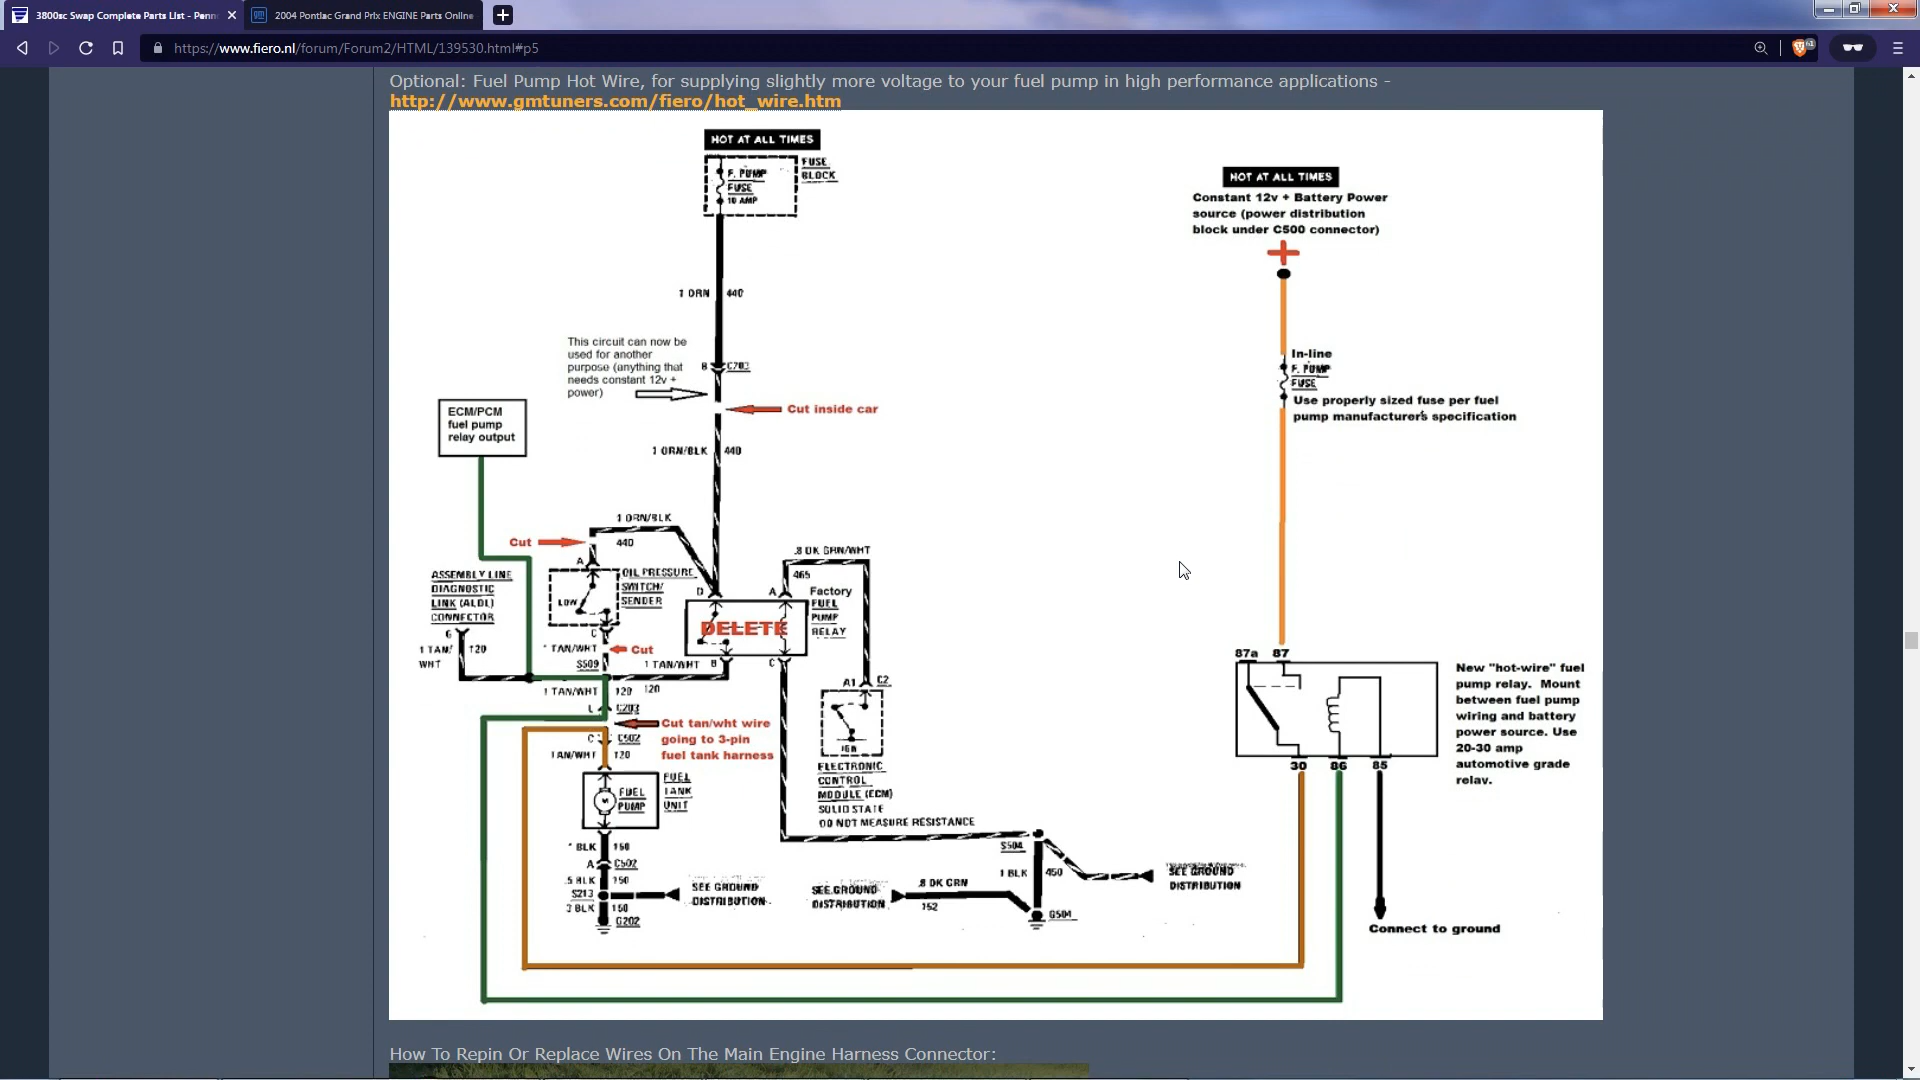 3800sc Swap Complete Parts List - Penn
2004 Pontiac Grand Prix ENGINE Parts Online
https://www.fiero.nl/forum/Forum2/HTML/139530.html#p5
Optional: Fuel Pump Hot Wire, for supplying slightly more voltage to your fuel pump in high performance applications -
http://www.gmtuners.com/fiero/hot_wire.htm
HOT AT ALL TIMES
F. PUMP
FUSE
10 AMP
FUSE
BLOCK
1 ORN 440
This circuit can now be
used for another
purpose (anything that
needs constant 12v +
power)
B C203
Cut inside car
1 ORN/BLK 440
ECM/PCM
fuel pump
relay output
1 ORN/BLK
440
Cut
A
LOW
OIL PRESSURE
SWITCH/
SENDER
ASSEMBLY LINE
DIAGNOSTIC
LINK (ALDL)
CONNECTOR
G
1 TAN/
WHT
120
C
TAN/WHT
Cut
S509
1 TAN/WHT
D
A
B
C
DELETE
.8 DK GRN/WHT
465
Factory
FUEL
PUMP
RELAY
1 TAN/WHT 120
120
L C203
Cut tan/wht wire
going to 3-pin
fuel tank harness
C C502
TAN/WHT 120
M
FUEL
PUMP
FUEL
TANK
UNIT
A1 C2
IGN
ELECTRONIC
CONTROL
MODULE (ECM)
SOLID STATE
DO NOT MEASURE RESISTANCE
BLK 150
A C502
.5 BLK 150
S213
3 BLK 150
G202
SEE GROUND
DISTRIBUTION
SEE GROUND
DISTRIBUTION
.8 DK GRN
152
S504
1 BLK 450
G504
SEE GROUND
DISTRIBUTION
HOT AT ALL TIMES
Constant 12v + Battery Power
source (power distribution
block under C500 connector)
+
In-line
F. PUMP
FUSE
Use properly sized fuse per fuel
pump manufacturer's specification
87a 87
30 86 85
New "hot-wire" fuel
pump relay. Mount
between fuel pump
wiring and battery
power source. Use
20-30 amp
automotive grade
relay.
Connect to ground
How To Repin Or Replace Wires On The Main Engine Harness Connector: